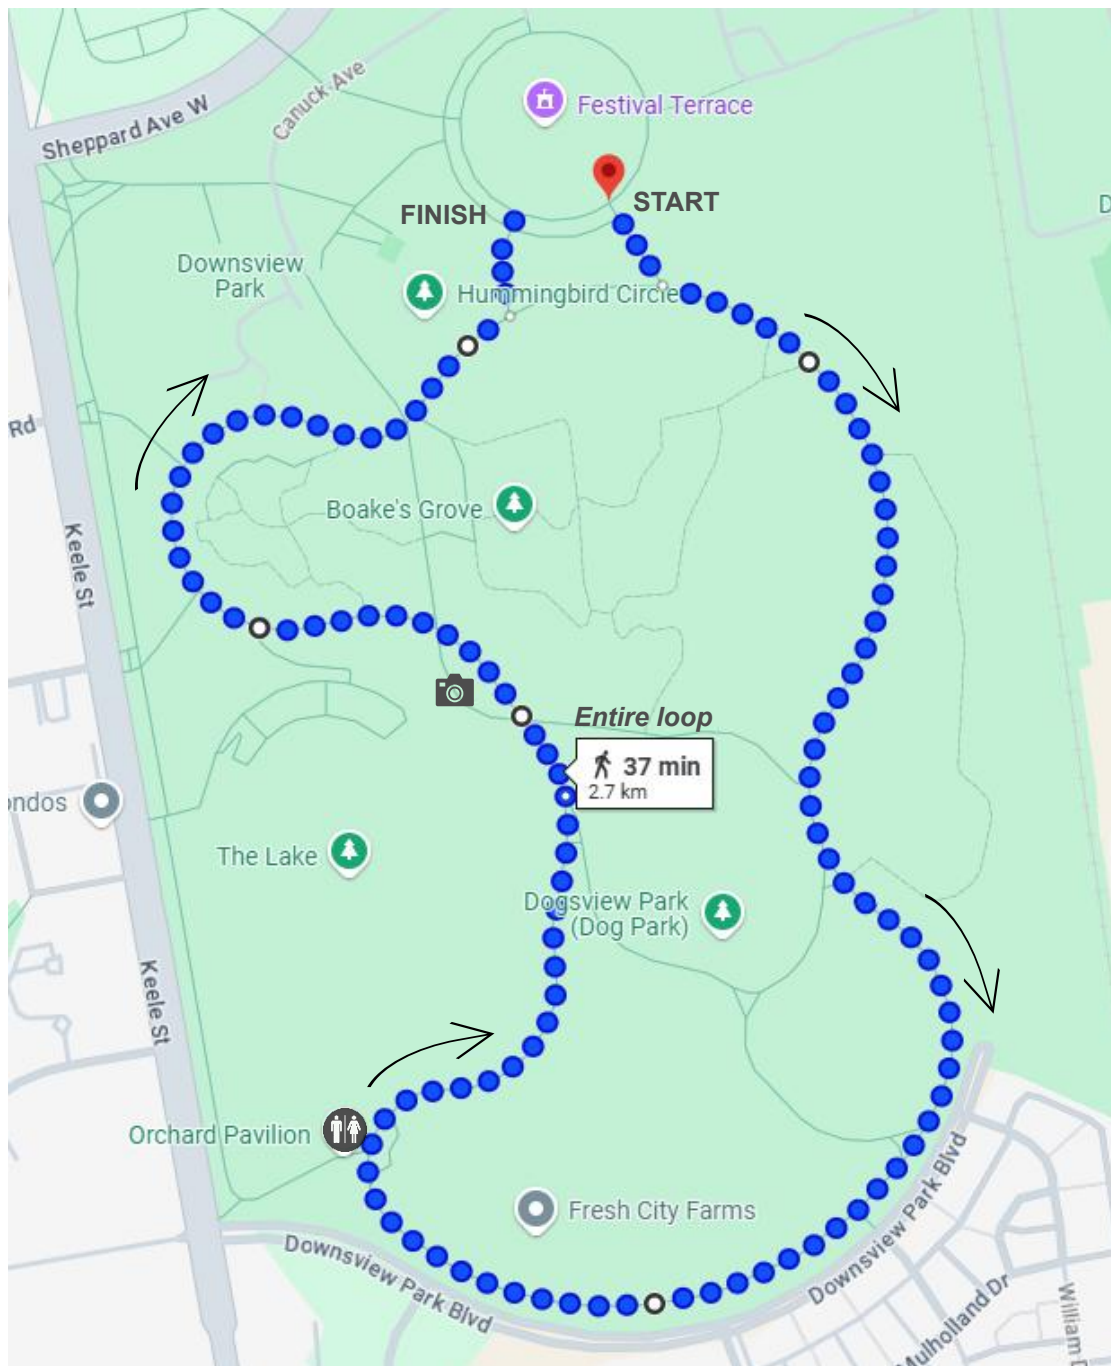 Canuck Ave
Sheppard Ave W
Festival Terrace
START
FINISH
Downsview
Park
Hummingbird Circle
D
Rd
Boake's Grove
Keele St
Entire loop
37 min
2.7 km
ondos
The Lake
Dogsview Park
(Dog Park)
Keele St
Orchard Pavilion
Fresh City Farms
Downsview Park Blvd
Downsview Park Blvd
Mulholland Dr
William